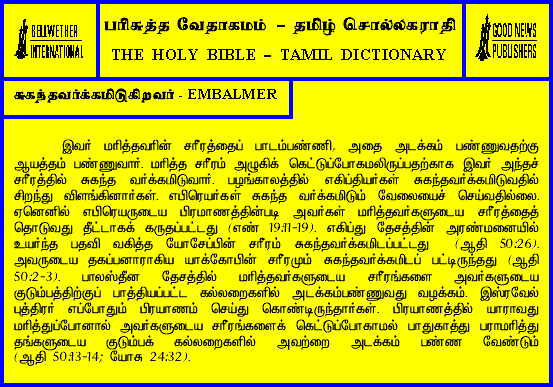 BELLWETHER
INTERNATIONAL
பரிசுத்த வேதாகமம் – தமிழ் சொல்லகராதி
THE HOLY BIBLE – TAMIL DICTIONARY
GOOD NEWS
PUBLISHERS
சுகந்தவர்க்கமிடுகிறவர் - EMBALMER
இவர் மரித்தவரின் சரீரத்தைப் பாடம்பண்ணி, அதை அடக்கம் பண்ணுவதற்கு
ஆயத்தம் பண்ணுவார். மரித்த சரீரம் அழுகிக் கெட்டுப்போகமலிருப்பதற்காக இவர் அந்தச்
சரீரத்தில் சுகந்த வர்க்கமிடுவார். பழங்காலத்தில் எகிப்தியர்கள் சுகந்தவர்க்கமிடுவதில்
சிறந்து விளங்கினார்கள். எபிரெயர்கள் சுகந்த வர்க்கமிடும் வேலையைச் செய்வதில்லை.
ஏனெனில் எபிரெயருடைய பிரமாணத்தின்படி அவர்கள் மரித்தவர்களுடைய சரீரத்தைத்
தொடுவது தீட்டாகக் கருதப்பட்டது (எண் 19:11-19). எகிப்து தேசத்தின் அரண்மனையில்
உயர்ந்த பதவி வகித்த யோசேப்பின் சரீரம் சுகந்தவர்க்கமிடப்பட்டது (ஆதி 50:26).
அவருடைய தகப்பனாராகிய யாக்கோபின் சரீரமும் சுகந்தவர்க்கமிடப் பட்டிருந்தது (ஆதி
50:2-3). பாலஸ்தீன தேசத்தில் மரித்தவர்களுடைய சரீரங்களை அவர்களுடைய
குடும்பத்திற்குப் பாத்தியப்பட்ட கல்லறைகளில் அடக்கம்பண்ணுவது வழக்கம். இஸ்ரவேல்
புத்திரர் எப்போதும் பிரயாணம் செய்து கொண்டிருந்தார்கள். பிரயாணத்தில் யாராவது
மரித்துப்போனால் அவர்களுடைய சரீரங்களைக் கெட்டுப்போகாமல் பாதுகாத்து பராமரித்து
தங்களுடைய குடும்பக் கல்லறைகளில் அவற்றை அடக்கம் பண்ண வேண்டும்
(ஆதி 50:13-14; யோசு 24:32).